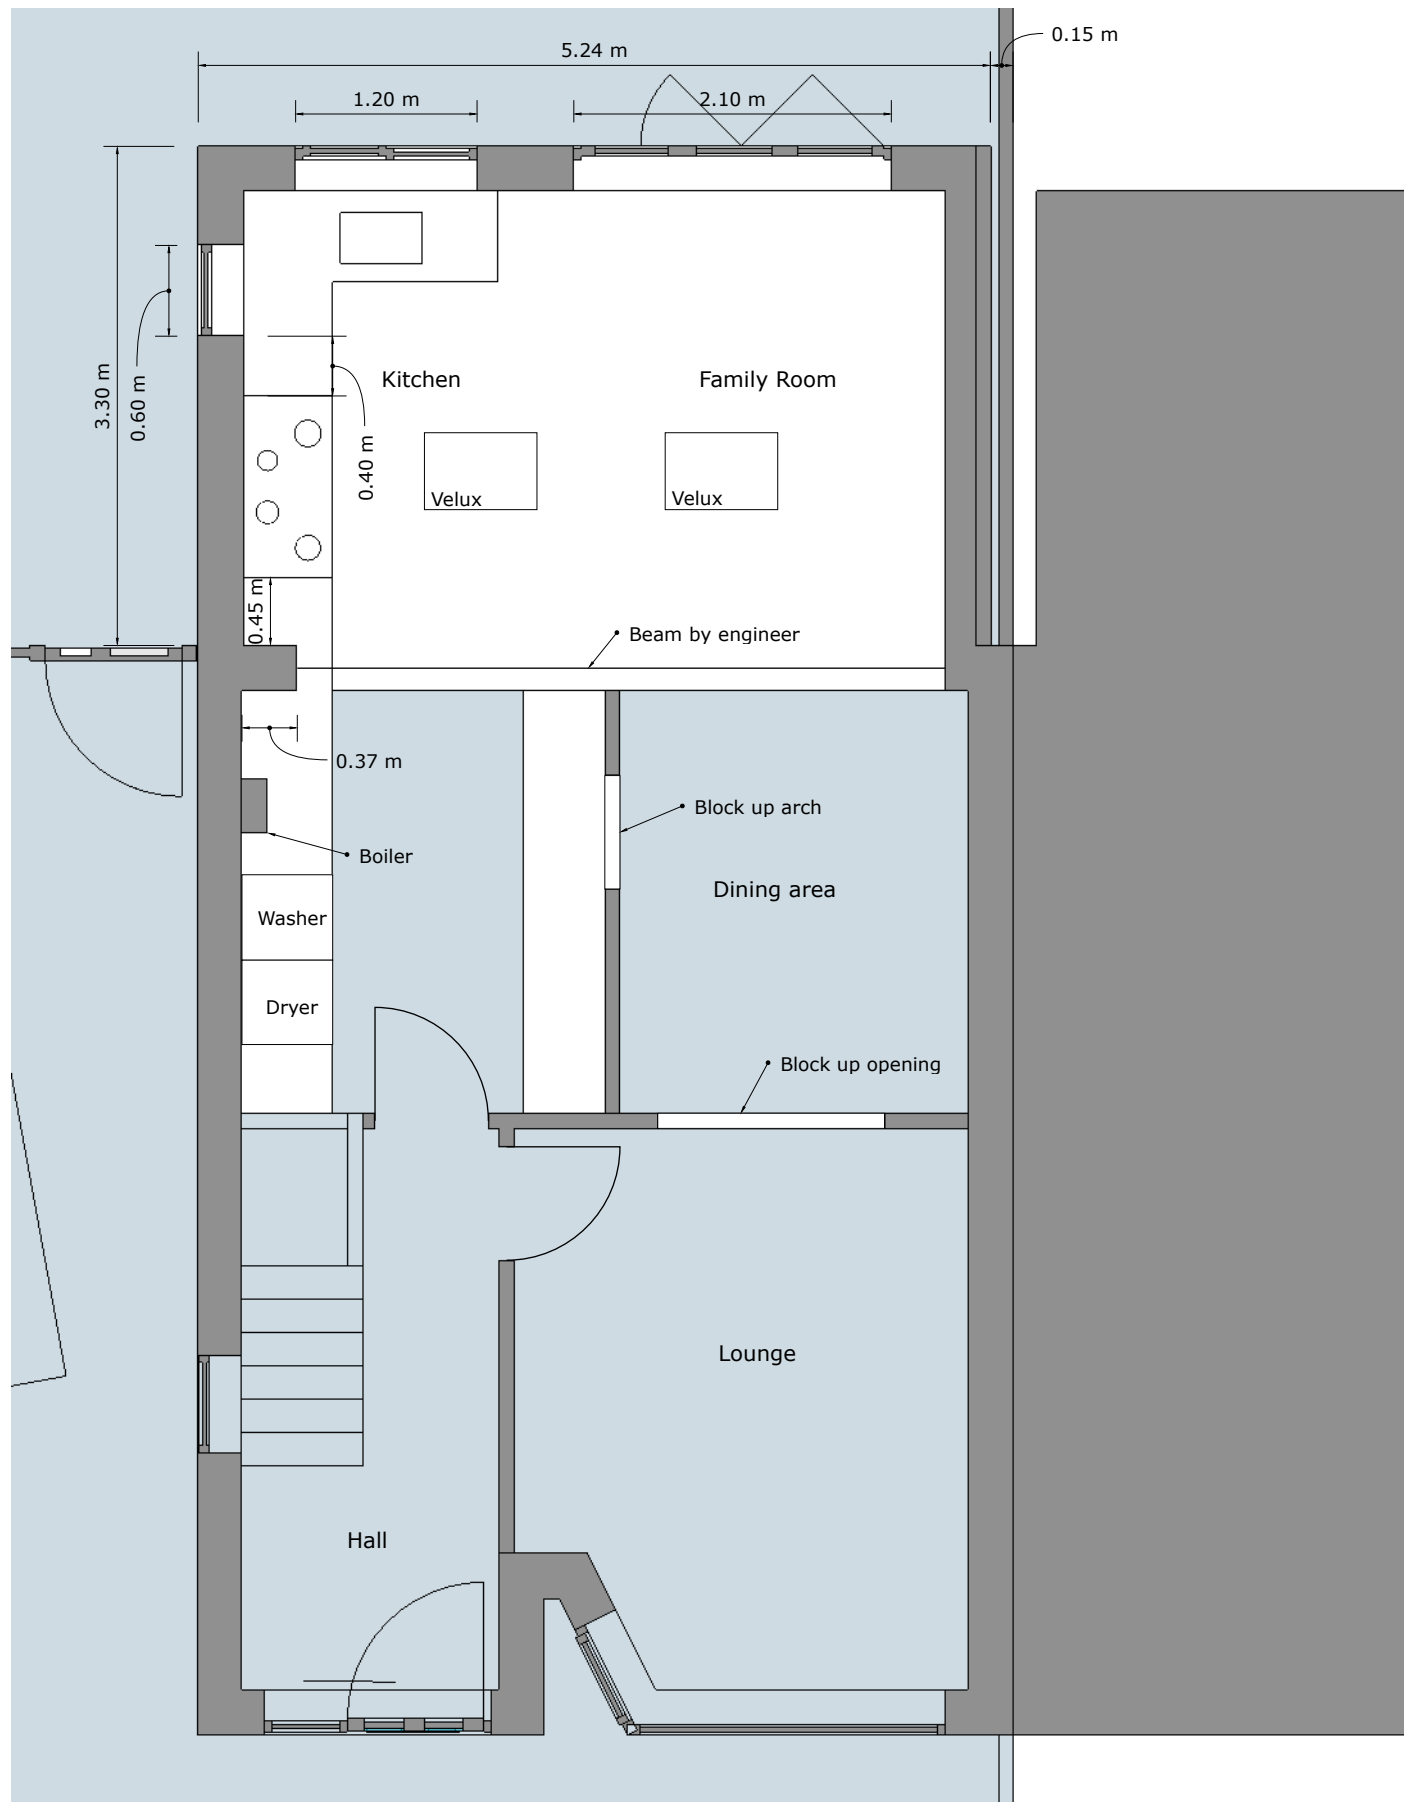 0.15 m
5.24 m
1.20 m
2.10 m
3.30 m
0.60 m
Kitchen
Family Room
0.40 m
Velux
Velux
0.45 m
Beam by engineer
0.37 m
Block up arch
Boiler
Dining area
Washer
Dryer
Block up opening
Lounge
Hall